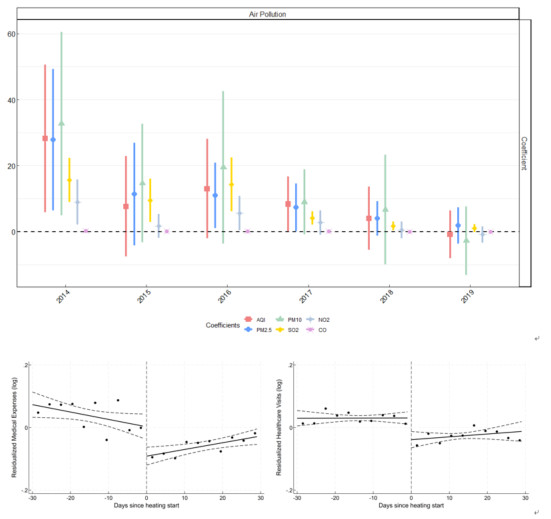 Air Pollution
60
40
20
0
Coefficient
2014 2015 2016 2017 2018 2019
Coefficients
AQI PM10 NO2
PM2.5 SO2 CO
Residualized Medical Expenses (log)
.2
0
-.2
-30 -20 -10 0 10 20 30
Days since heating start
Residualized Healthcare Visits (log)
.2
0
-.2
-30 -20 -10 0 10 20 30
Days since heating start